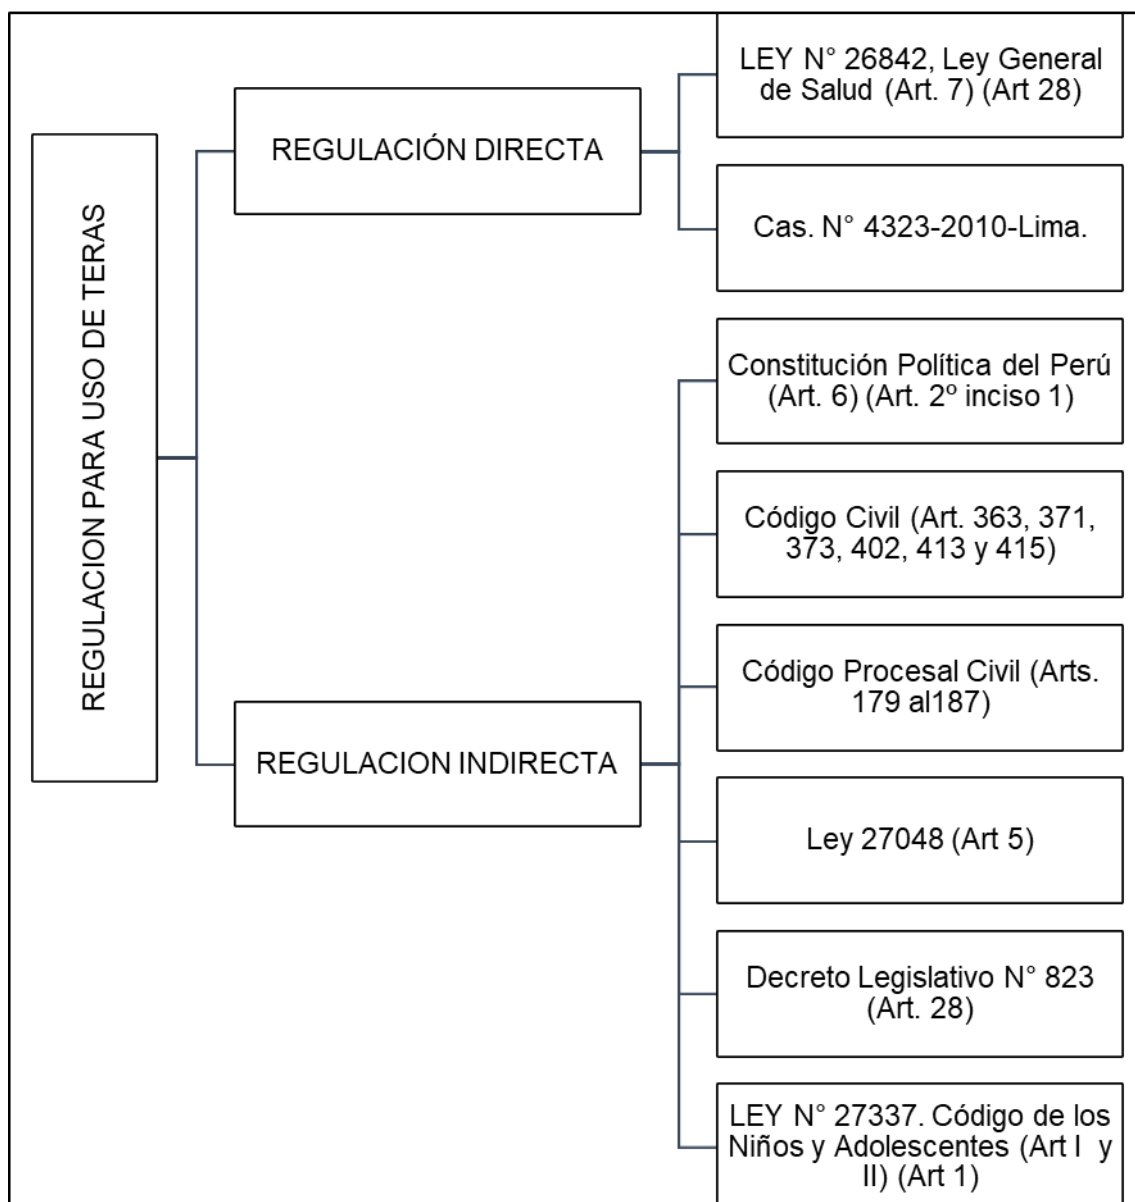 REGULACION PARA USO DE TERAS
REGULACIÓN DIRECTA
LEY N° 26842, Ley General
de Salud (Art. 7) (Art 28)
Cas. N° 4323-2010-Lima.
REGULACION INDIRECTA
Constitución Política del Perú
(Art. 6) (Art. 2º inciso 1)
Código Civil (Art. 363, 371,
373, 402, 413 y 415)
Código Procesal Civil (Arts.
179 al187)
Ley 27048 (Art 5)
Decreto Legislativo N° 823
(Art. 28)
LEY N° 27337. Código de los
Niños y Adolescentes (Art I  y
II) (Art 1)